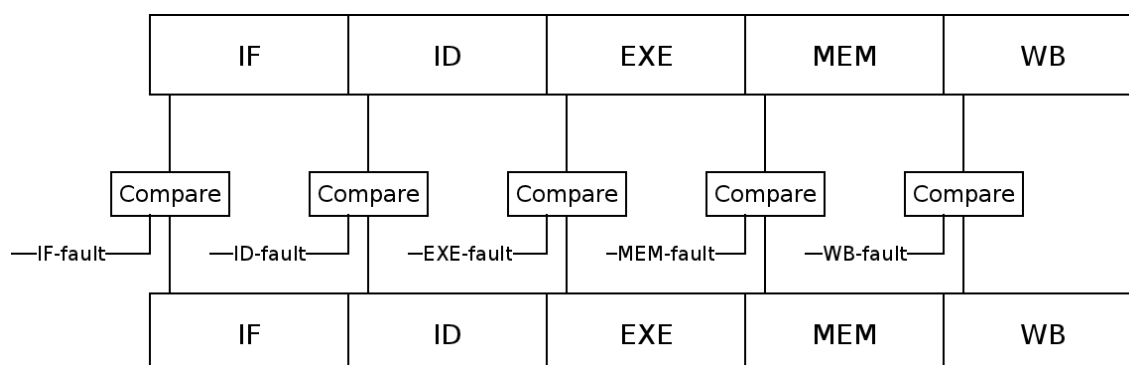 IF ID EXE MEM WB
Compare Compare Compare Compare Compare
IF-fault ID-fault EXE-fault MEM-fault WB-fault
IF ID EXE MEM WB